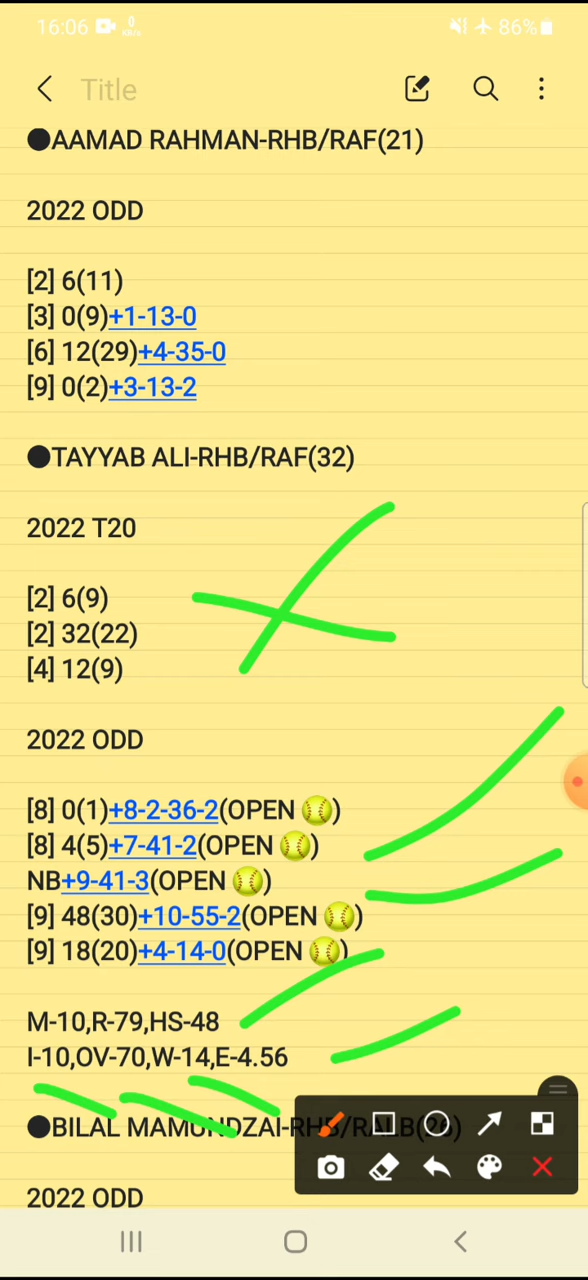 16:06 0 KB/s 86%
Title
●AAMAD RAHMAN-RHB/RAF(21)
2022 ODD
[2] 6(11)
[3] 0(9)+1-13-0
[6] 12(29)+4-35-0
[9] 0(2)+3-13-2
●TAYYAB ALI-RHB/RAF(32)
2022 T20
[2] 6(9)
[2] 32(22)
[4] 12(9)
2022 ODD
[8] 0(1)+8-2-36-2(OPEN 🥎)
[8] 4(5)+7-41-2(OPEN 🥎)
NB+9-41-3(OPEN 🥎)
[9] 48(30)+10-55-2(OPEN 🥎)
[9] 18(20)+4-14-0(OPEN 🥎)
M-10,R-79,HS-48
I-10,OV-70,W-14,E-4.56
●BILAL MAMUNDZAI-RHB/RALB(26)
2022 ODD